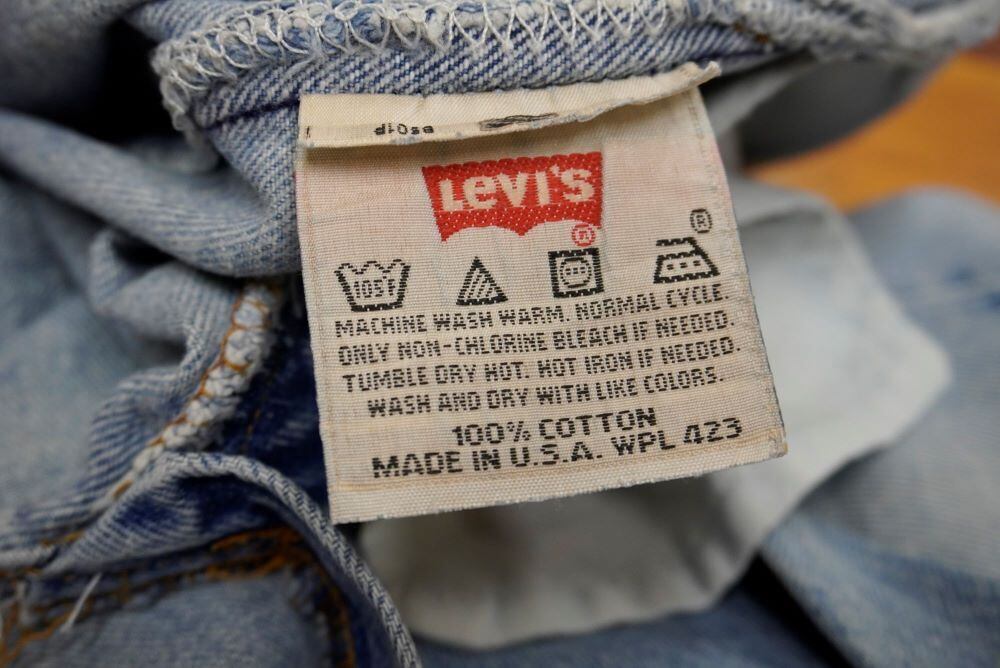 LEVI'S
®
®
105F
MACHINE WASH WARM. NORMAL CYCLE.
ONLY NON-CHLORINE BLEACH IF NEEDED.
TUMBLE DRY HOT. HOT IRON IF NEEDED.
WASH AND DRY WITH LIKE COLORS.
100% COTTON
MADE IN U.S.A. WPL 423